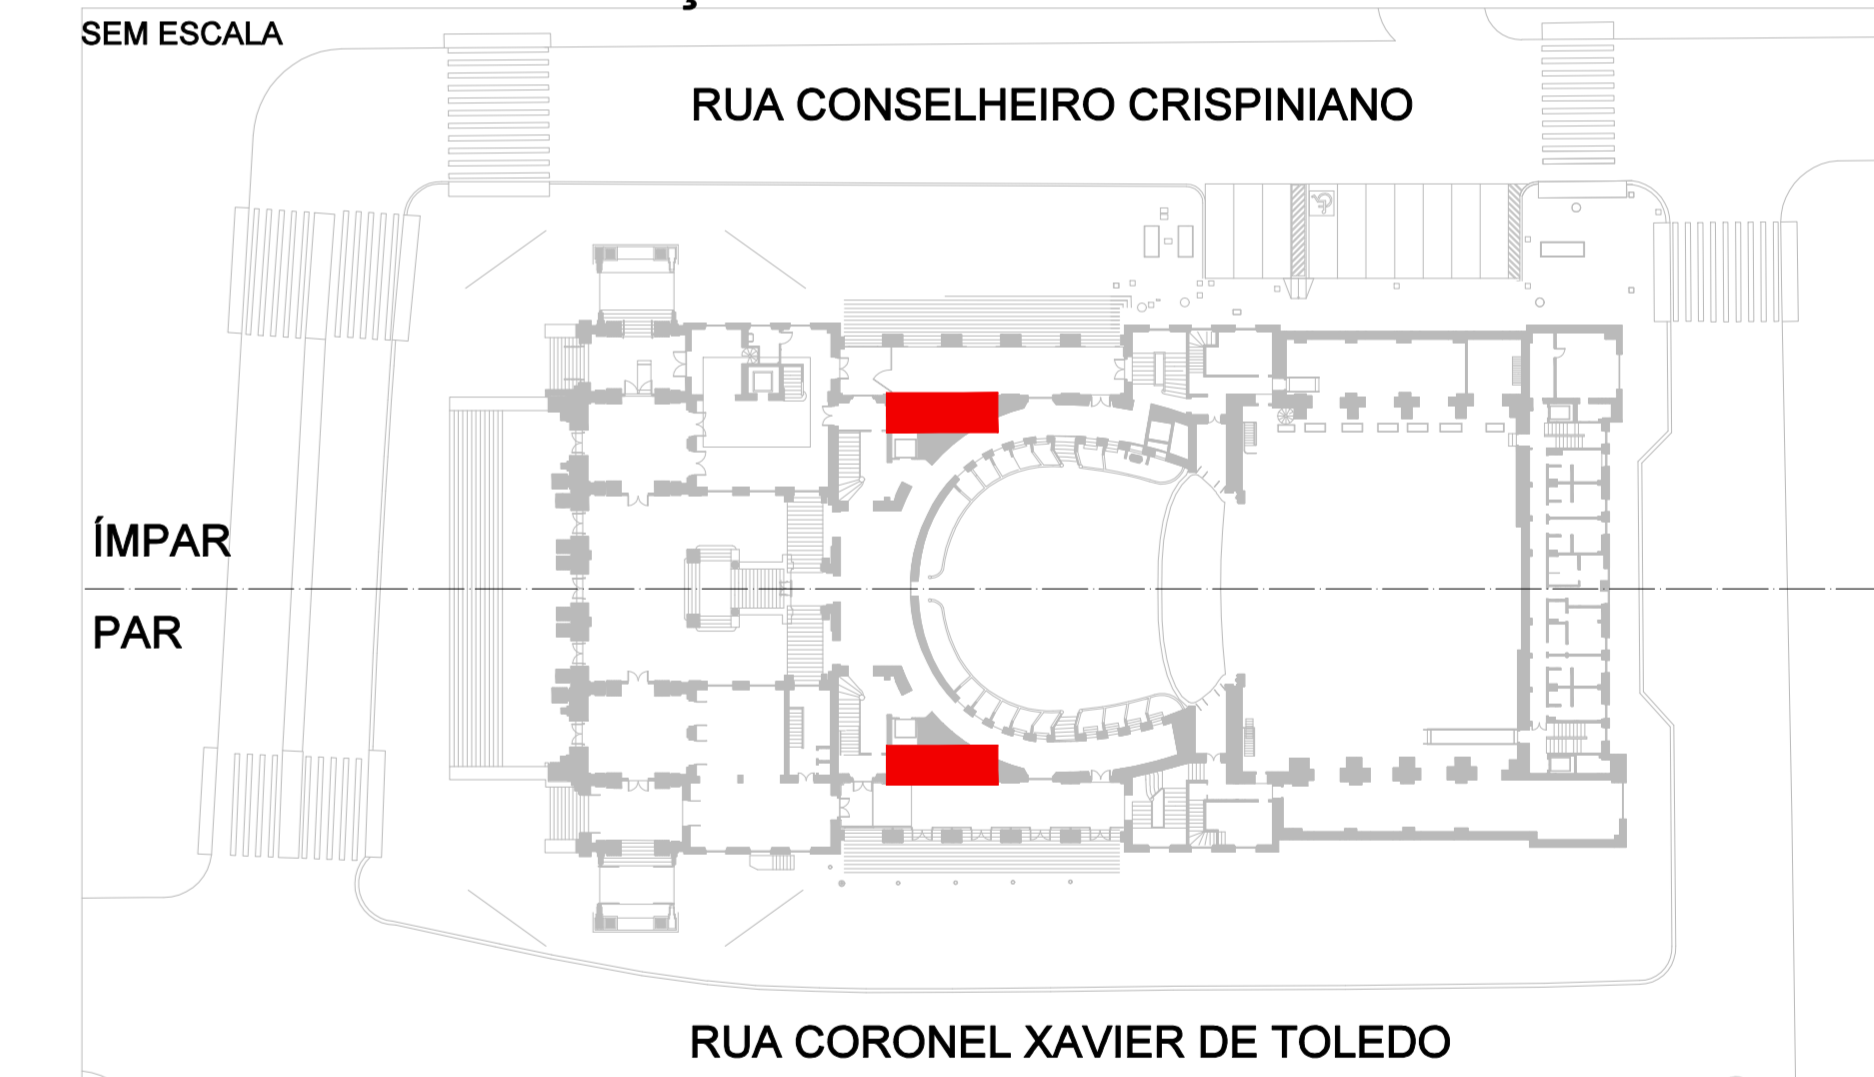 SEM ESCALA
RUA CONSELHEIRO CRISPINIANO
ÍMPAR
PAR
RUA CORONEL XAVIER DE TOLEDO